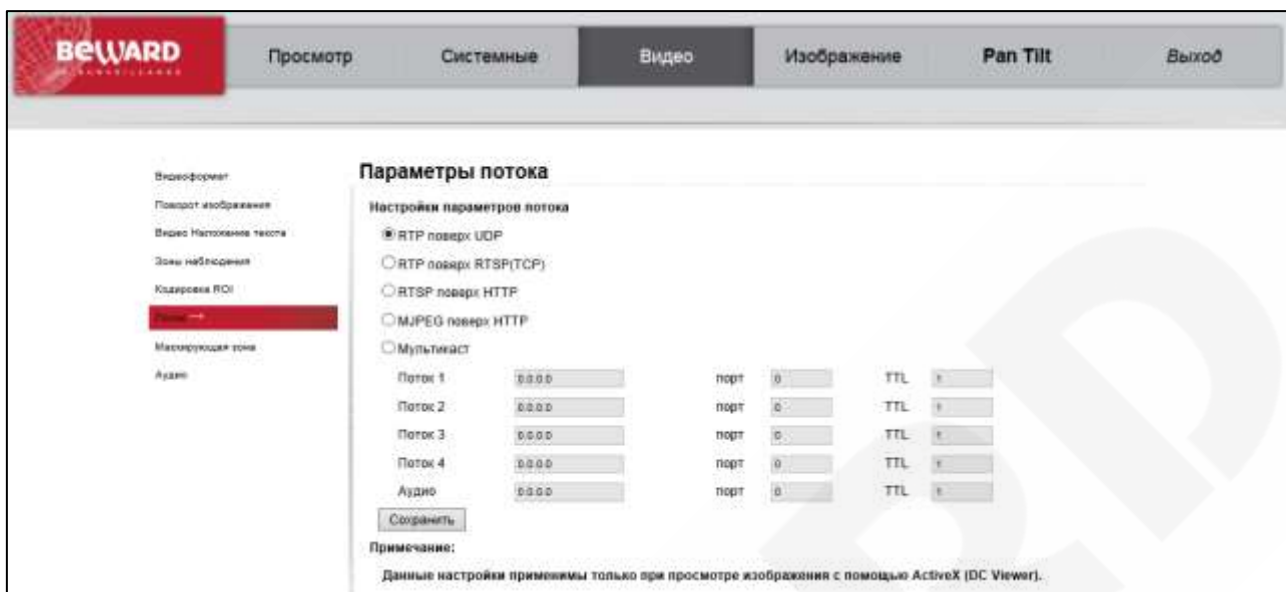 BEWARD
Просмотр Системные Видео Изображение Pan Tilt Выход
Параметры потока
Видеоформат
Поворот изображения
Видео Наложение текста
Зоны наблюдения
Кодировка ROI
Поток →
Маскирующая зона
Аудио
Настройки параметров потока
RTP поверх UDP
RTP поверх RTSP(TCP)
RTSP поверх HTTP
MJPEG поверх HTTP
Мультикаст
Поток 1 0.0.0.0 порт 0 TTL 1
Поток 2 0.0.0.0 порт 0 TTL 1
Поток 3 0.0.0.0 порт 0 TTL 1
Поток 4 0.0.0.0 порт 0 TTL 1
Аудио 0.0.0.0 порт 0 TTL 1
Сохранить
Примечание:
Данные настройки применимы только при просмотре изображения с помощью ActiveX (DC Viewer).